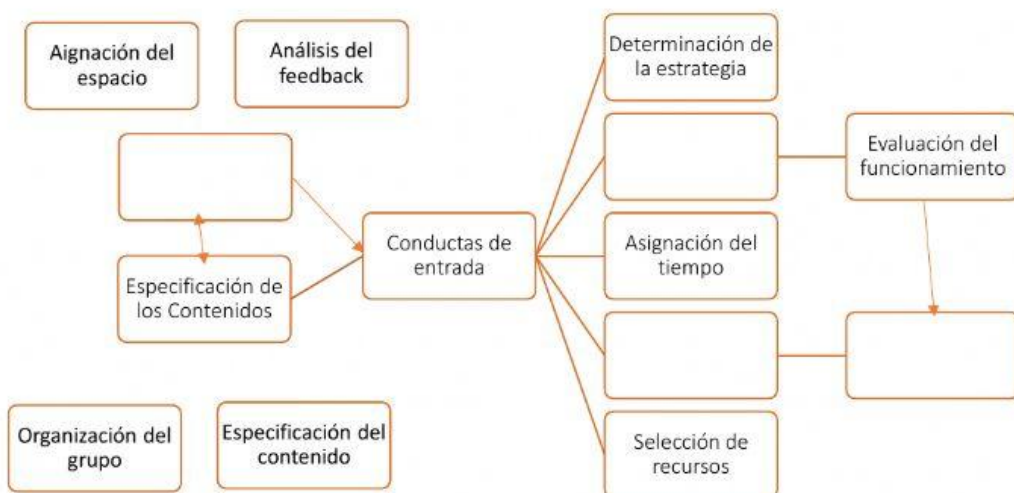 Aignación del
espacio
Análisis del
feedback
Determinación de
la estrategia
Evaluación del
funcionamiento
Conductas de
entrada
Asignación del
tiempo
Especificación de
los Contenidos
Organización del
grupo
Especificación del
contenido
Selección de
recursos